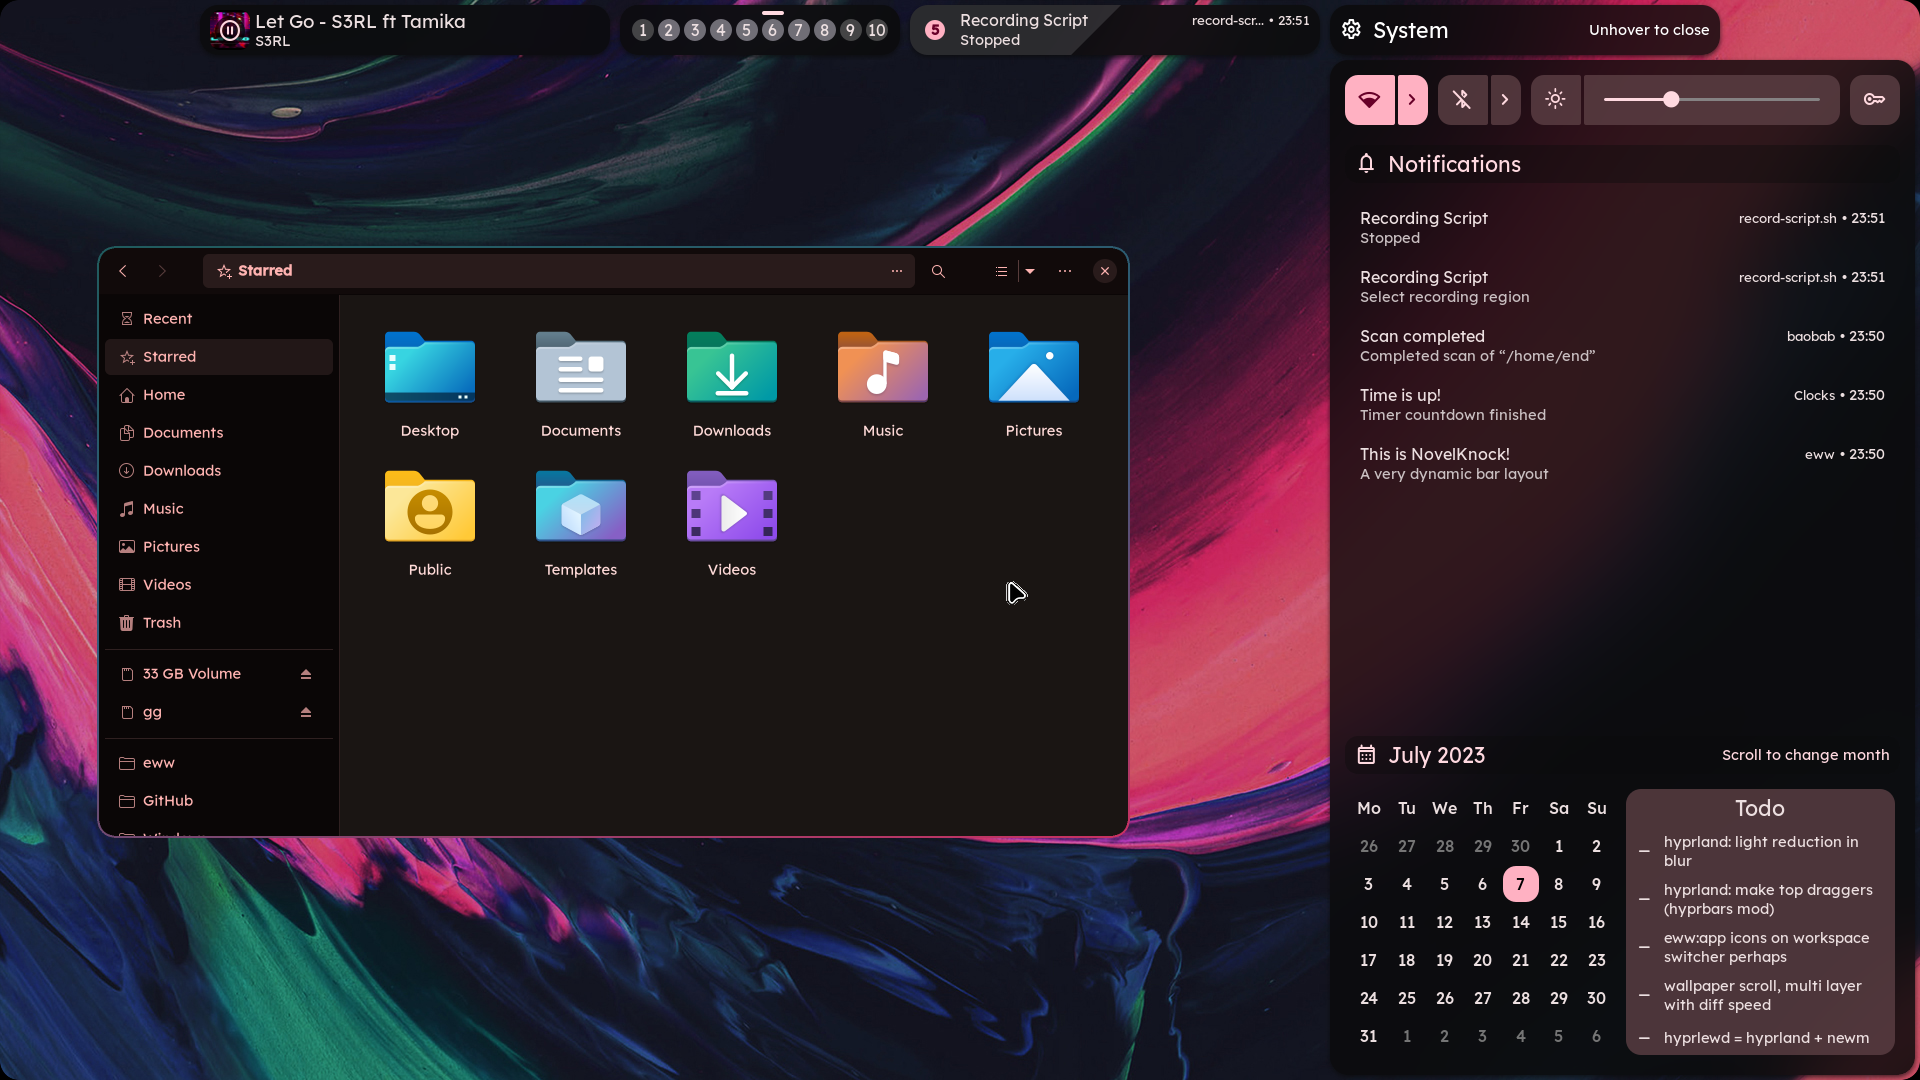 Let Go - S3RL ft Tamika
S3RL
1 2 3 4 5 6 7 8 9 10
5
Recording Script
Stopped
record-scr... • 23:51
System
Unhover to close
Notifications
Recording Script
record-script.sh • 23:51
Stopped
Recording Script
record-script.sh • 23:51
Select recording region
Scan completed
baobab • 23:50
Completed scan of “/home/end”
Time is up!
Clocks • 23:50
Timer countdown finished
This is NovelKnock!
eww • 23:50
A very dynamic bar layout
Starred
Recent
Starred
Home
Documents
Downloads
Music
Pictures
Videos
Trash
33 GB Volume
gg
eww
GitHub
Desktop
Documents
Downloads
Music
Pictures
Public
Templates
Videos
July 2023
Scroll to change month
Mo Tu We Th Fr Sa Su
26 27 28 29 30 1 2
3 4 5 6 7 8 9
10 11 12 13 14 15 16
17 18 19 20 21 22 23
24 25 26 27 28 29 30
31 1 2 3 4 5 6
Todo
– hyprland: light reduction in
blur
– hyprland: make top draggers
(hyprbars mod)
– eww:app icons on workspace
switcher perhaps
– wallpaper scroll, multi layer
with diff speed
– hyprlewd = hyprland + newm